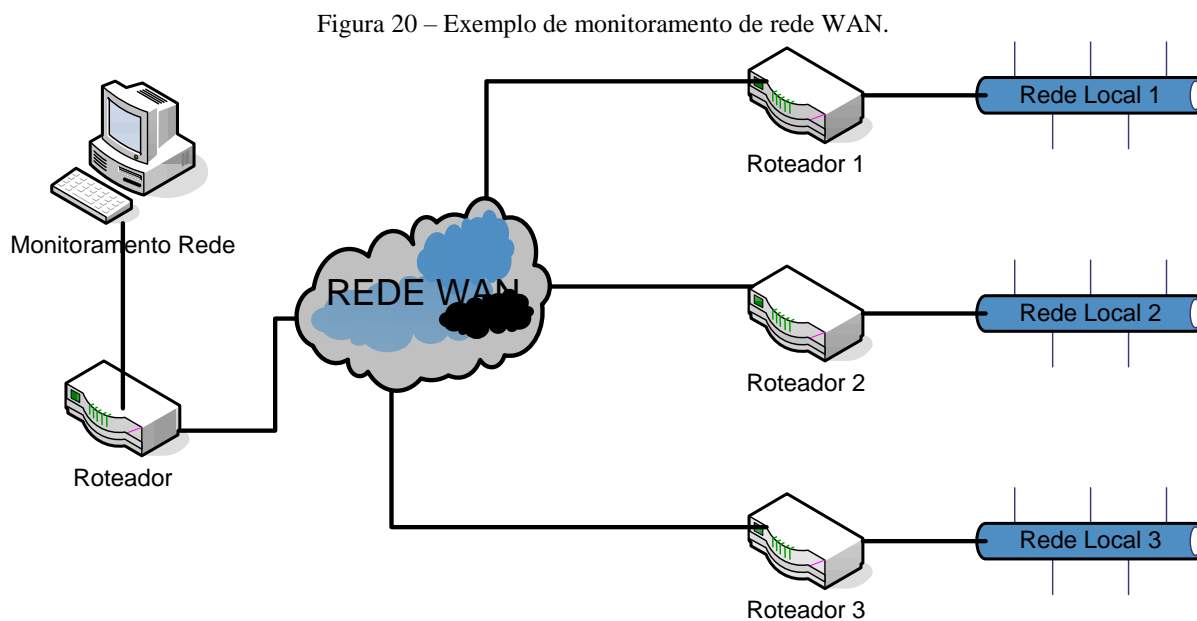 Figura 20 – Exemplo de monitoramento de rede WAN.
Rede Local 1
Roteador 1
Monitoramento Rede
REDE WAN
Rede Local 2
Roteador 2
Roteador
Rede Local 3
Roteador 3